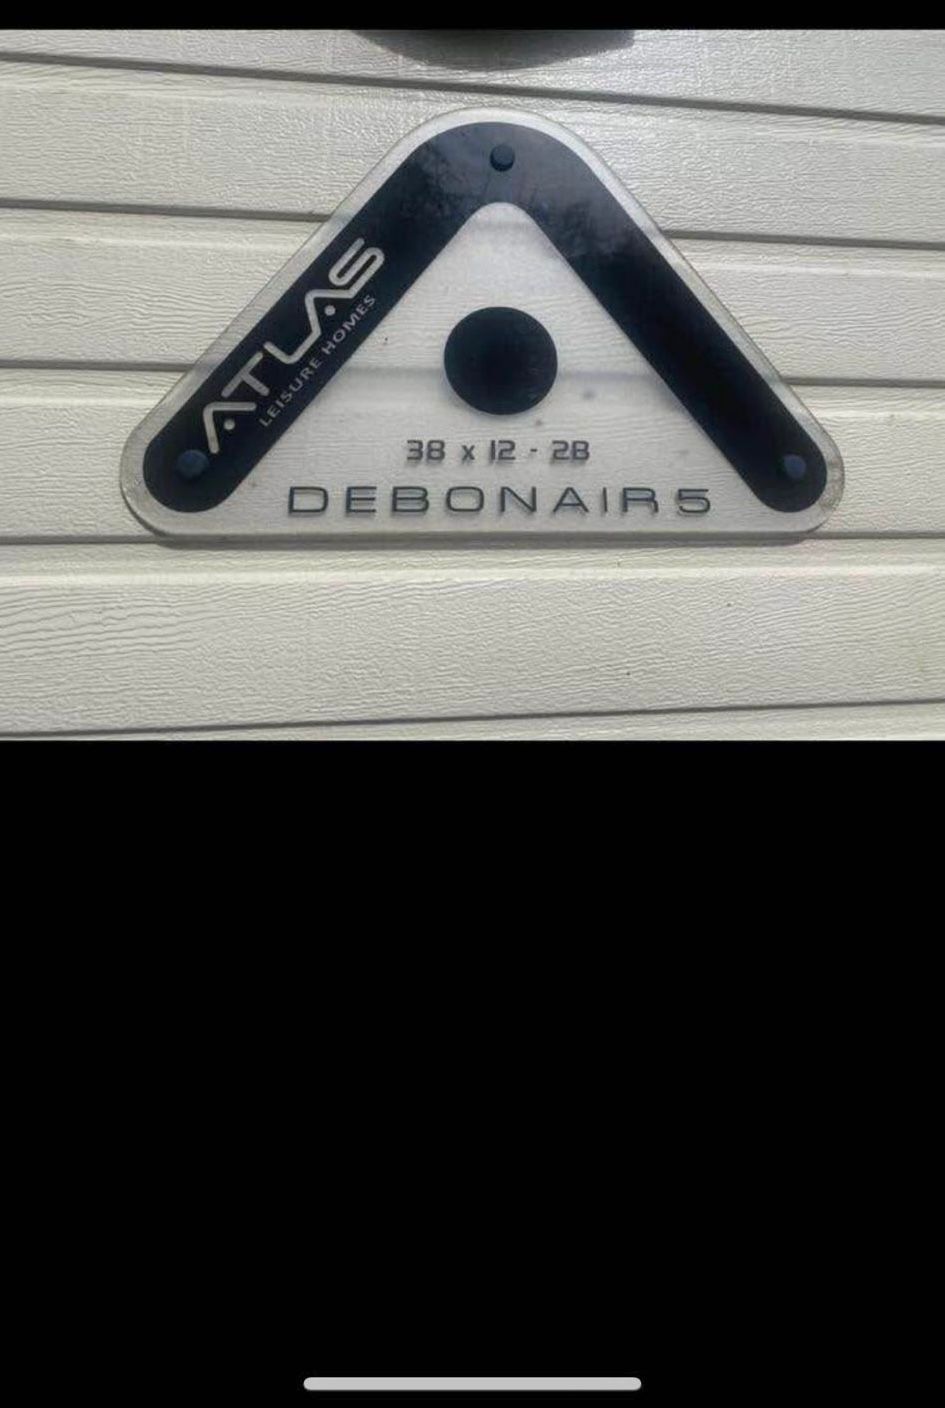 ATLAS
LEISURE HOMES
38 x 12 - 2B
DEBONAIR 5